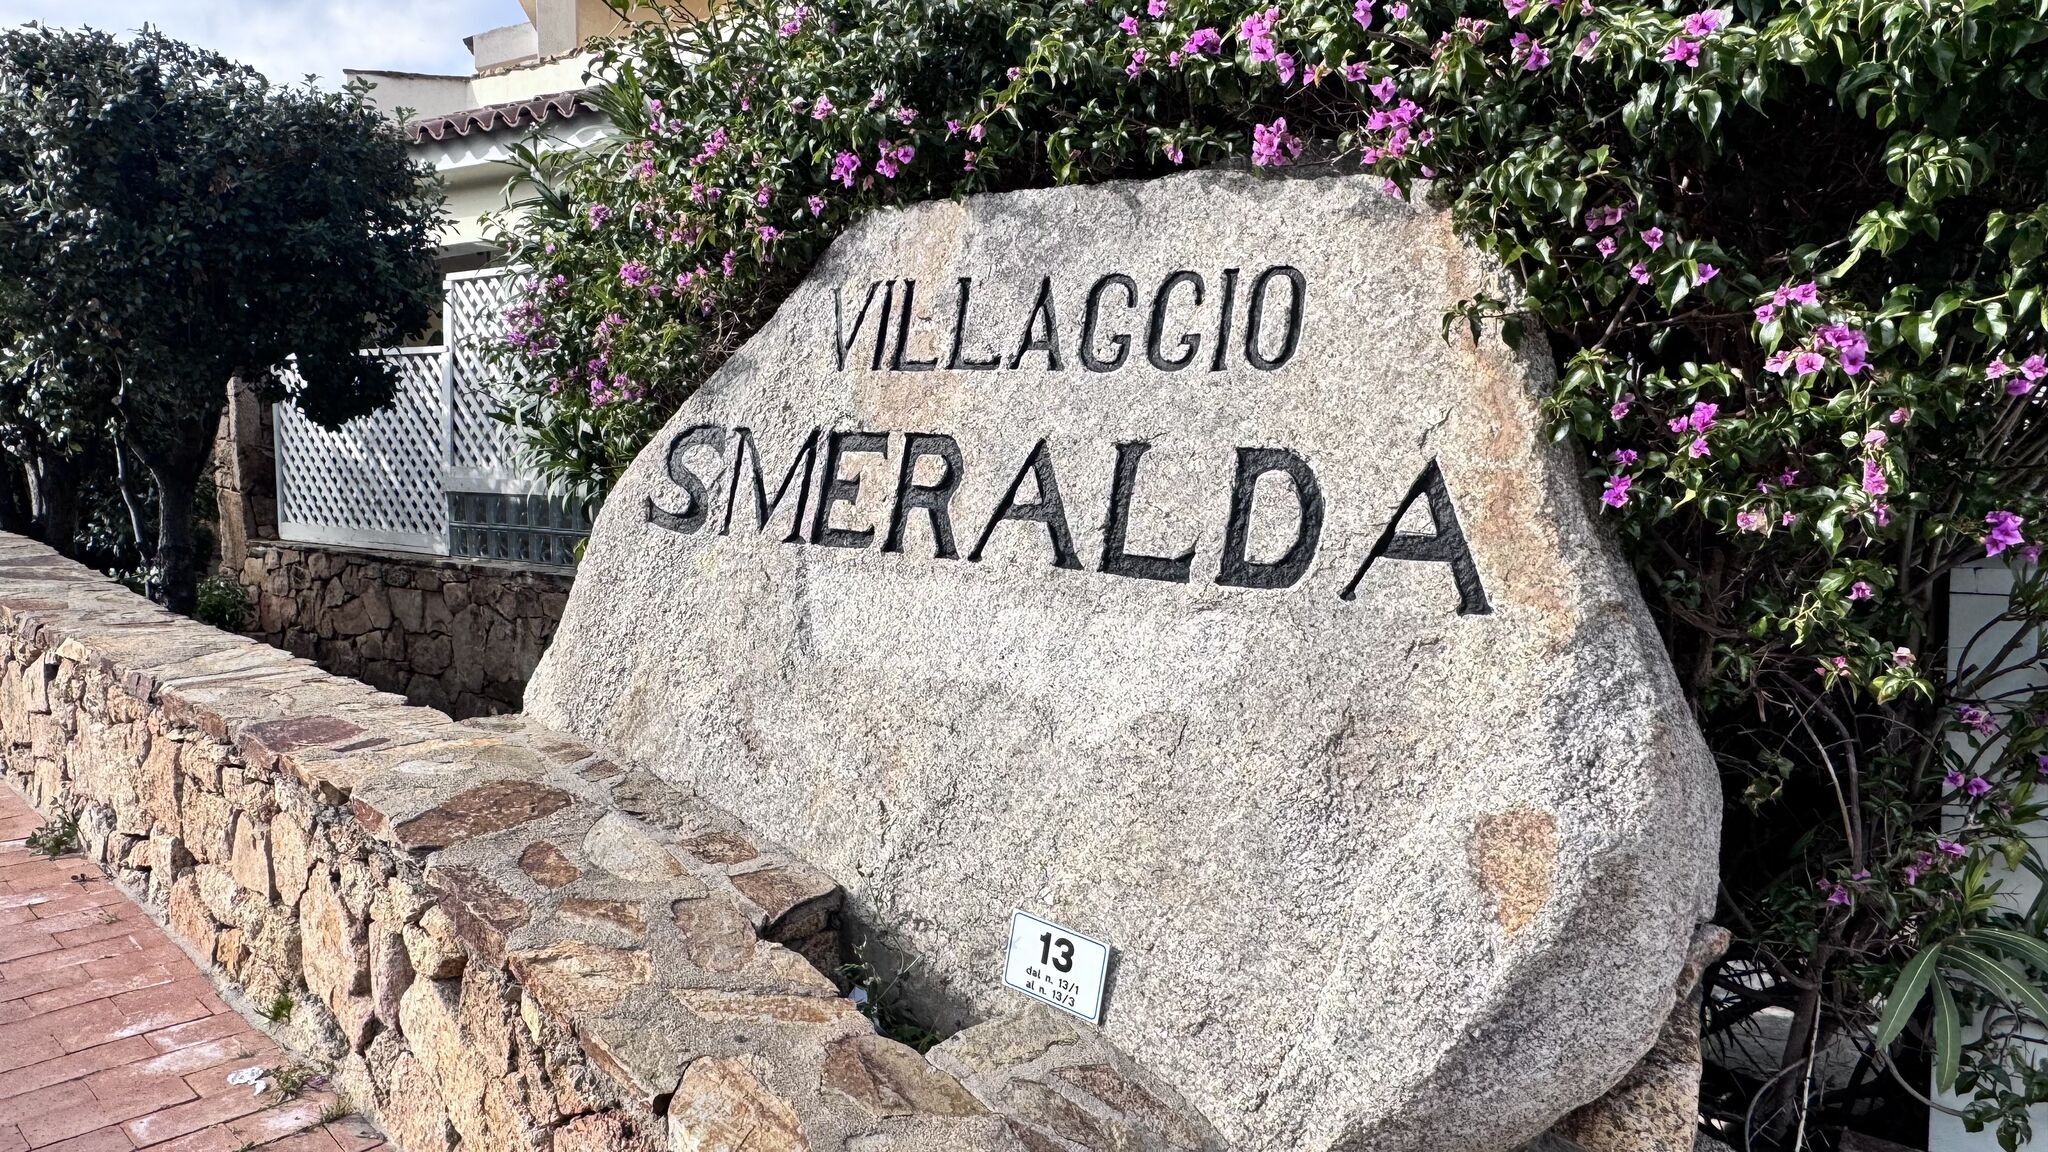 VILLAGGIO
SMERALDA
13
dal n. 13/1
al n. 13/3